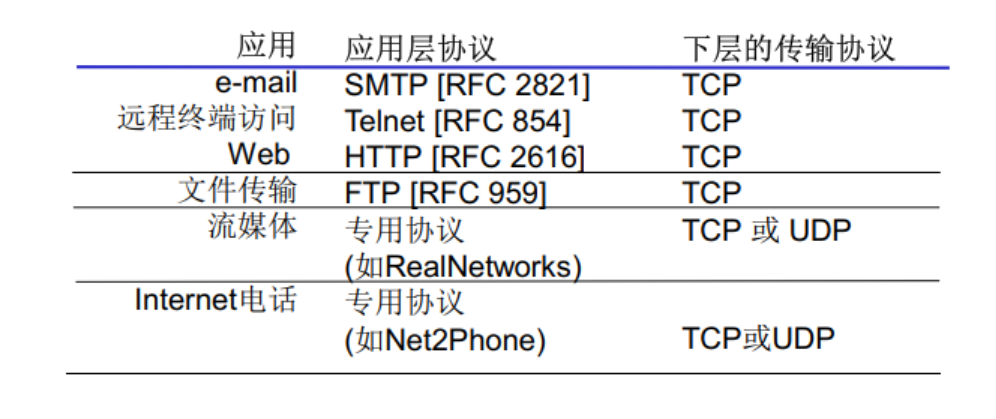 应用 应用层协议 下层的传输协议
e-mail SMTP [RFC 2821] TCP
远程终端访问 Telnet [RFC 854] TCP
Web HTTP [RFC 2616] TCP
文件传输 FTP [RFC 959] TCP
流媒体 专用协议 TCP 或 UDP
(如RealNetworks)
Internet电话 专用协议
(如Net2Phone) TCP或UDP